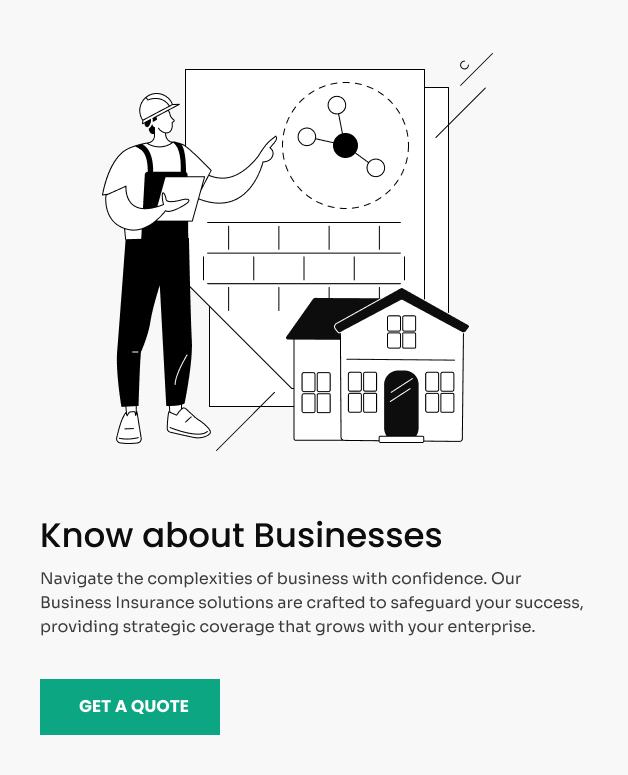 Know about Businesses
Navigate the complexities of business with confidence. Our
Business Insurance solutions are crafted to safeguard your success,
providing strategic coverage that grows with your enterprise.
GET A QUOTE